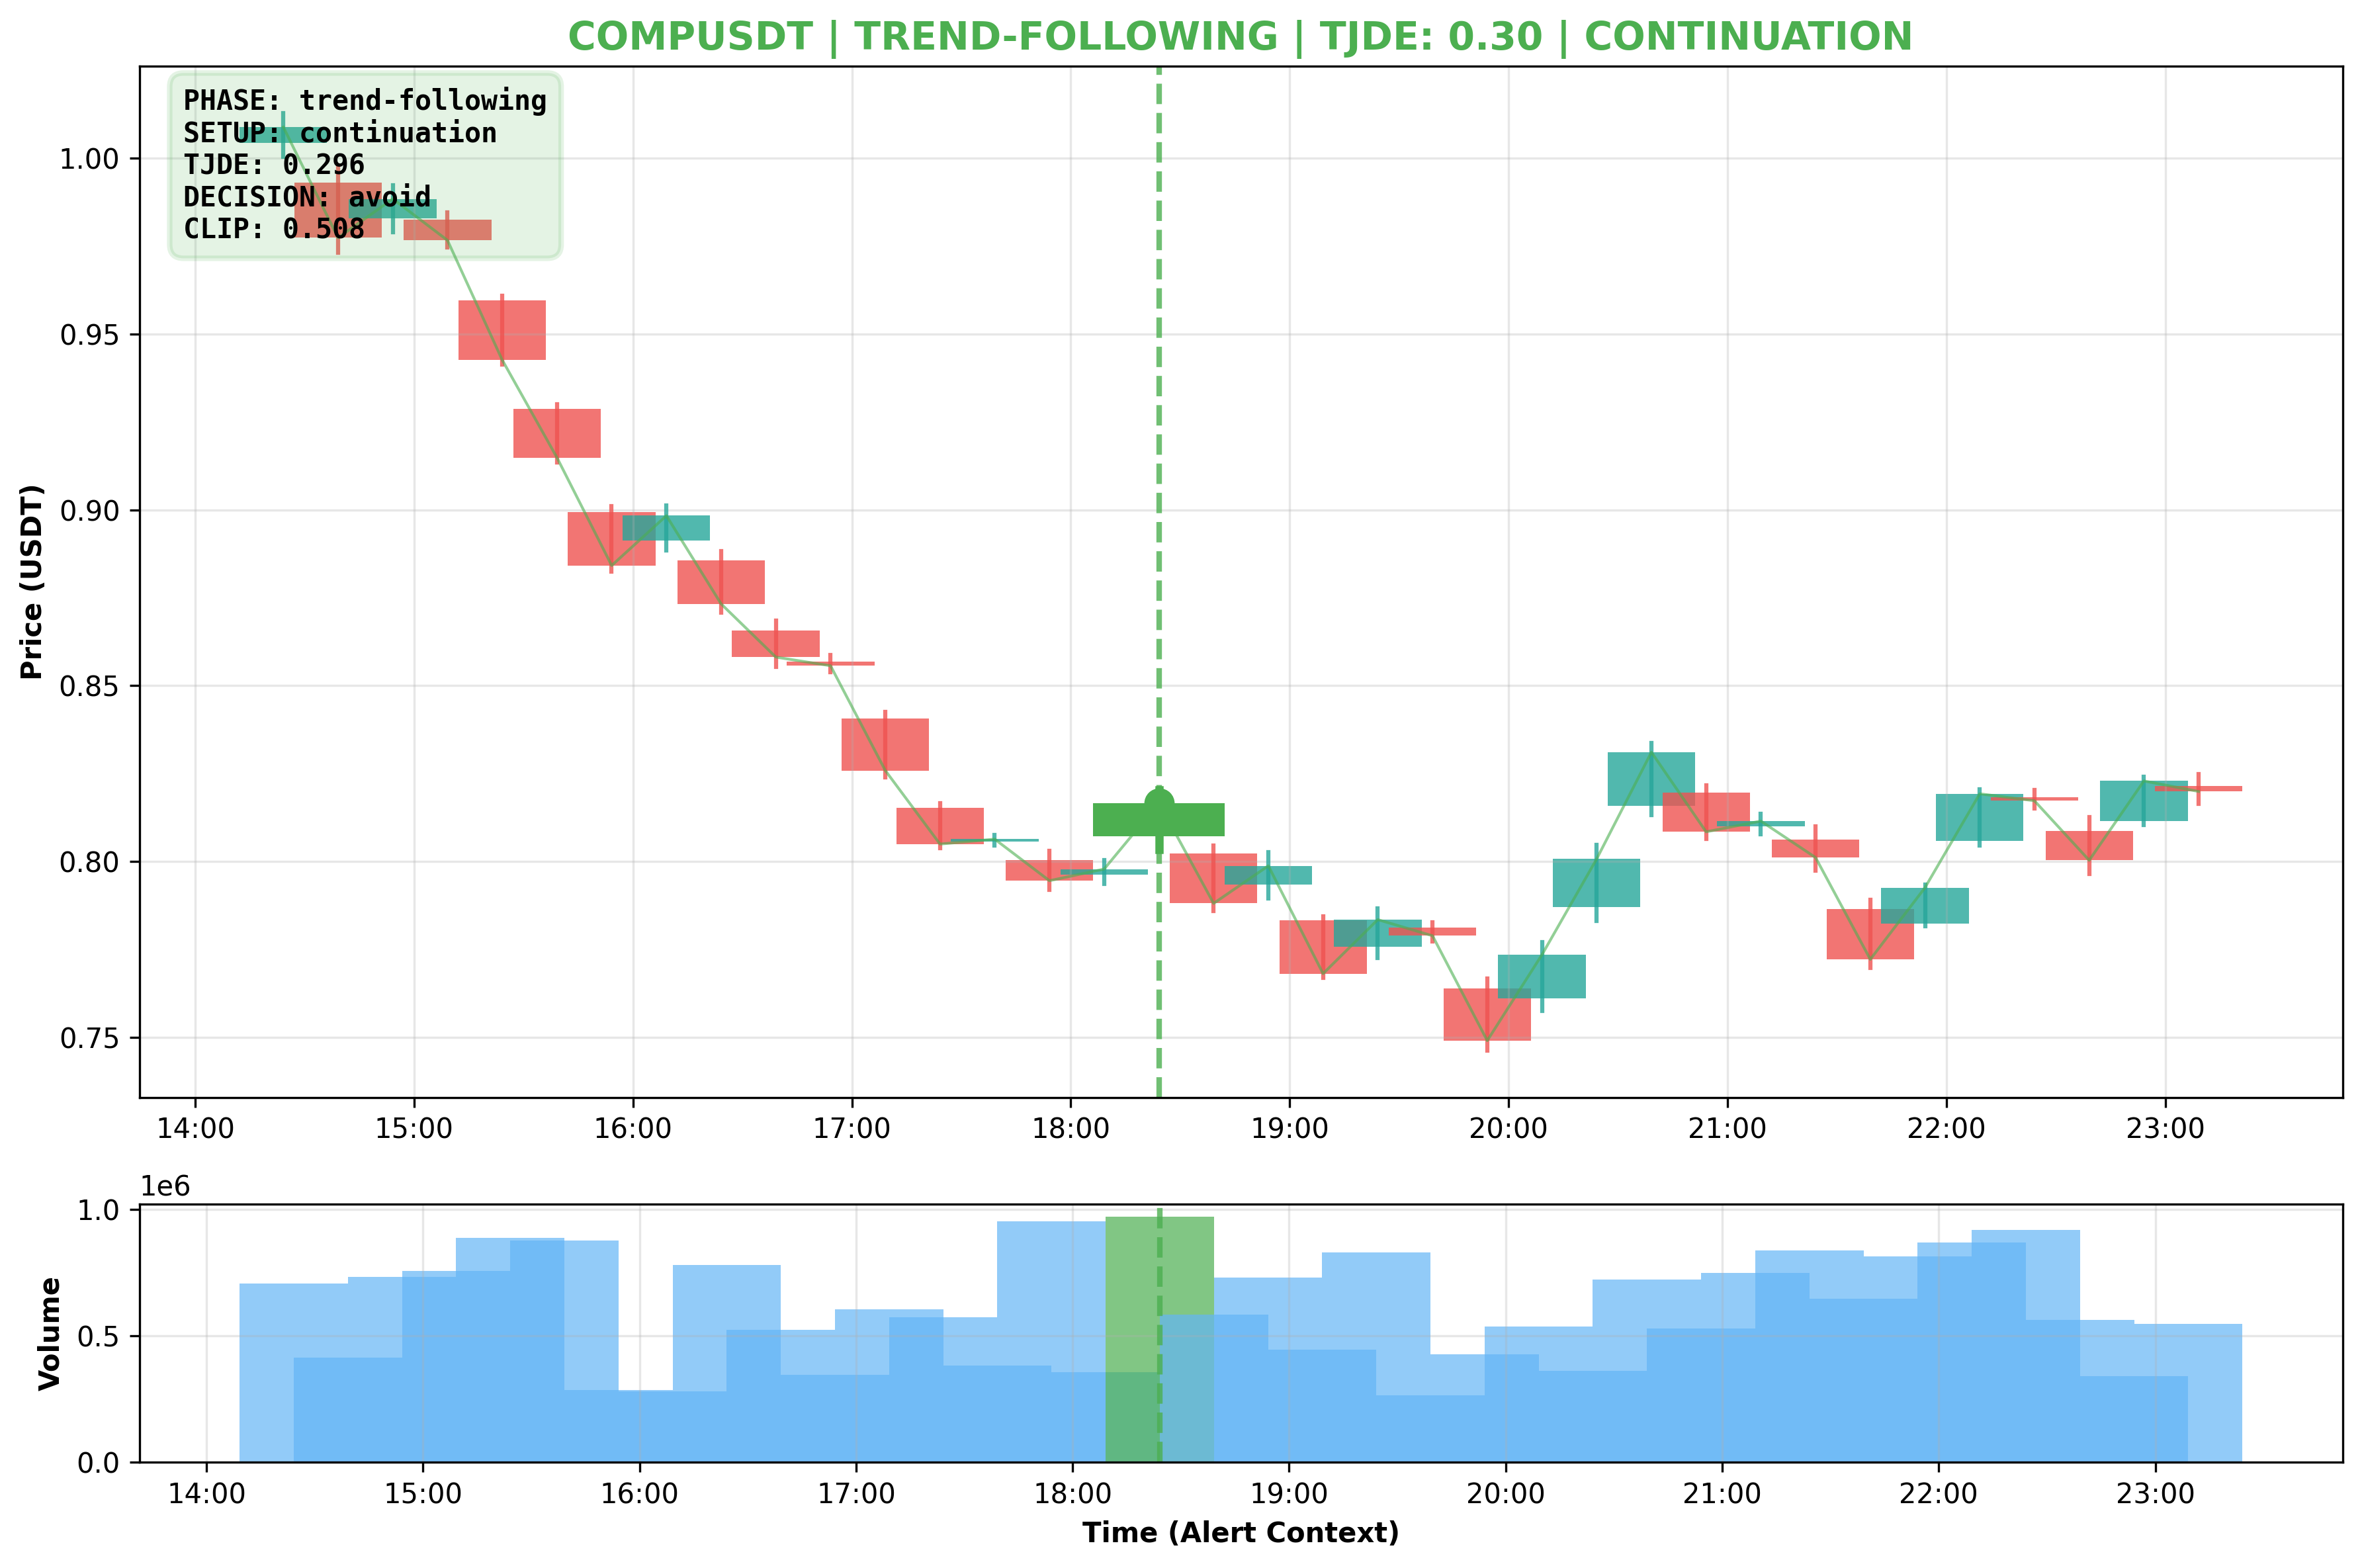 COMPUSDT | TREND-FOLLOWING | TJDE: 0.30 | CONTINUATION
PHASE: trend-following
SETUP: continuation
TJDE: 0.296
DECISION: avoid
CLIP: 0.508
Price (USDT)
1.00
0.95
0.90
0.85
0.80
0.75
14:00 15:00 16:00 17:00 18:00 19:00 20:00 21:00 22:00 23:00
1e6
Volume
1.0
0.5
0.0
14:00 15:00 16:00 17:00 18:00 19:00 20:00 21:00 22:00 23:00
Time (Alert Context)